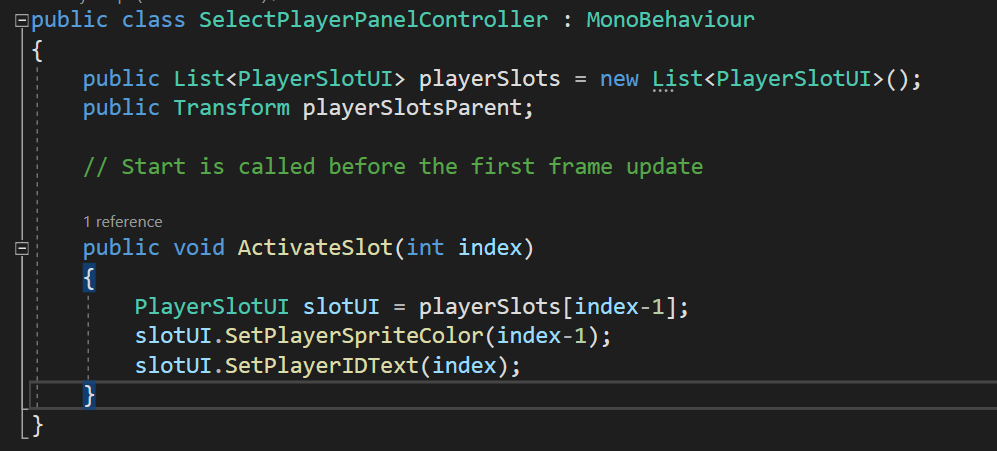 public class SelectPlayerPanelController : MonoBehaviour
{
public List<PlayerSlotUI> playerSlots = new List<PlayerSlotUI>();
public Transform playerSlotsParent;
// Start is called before the first frame update
1 reference
public void ActivateSlot(int index)
{
PlayerSlotUI slotUI = playerSlots[index-1];
slotUI.SetPlayerSpriteColor(index-1);
slotUI.SetPlayerIDText(index);
}
}